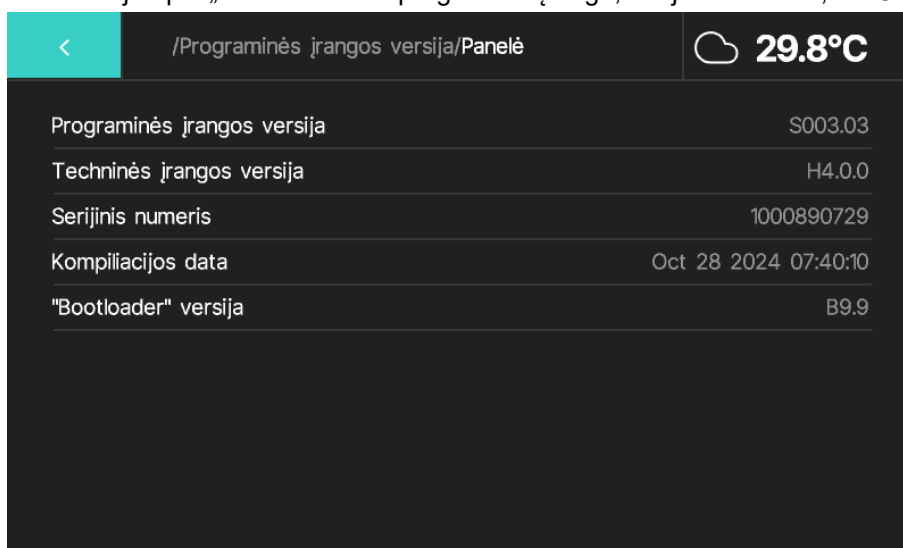 /Programinės įrangos versija/Panelė
29.8°C
Programinės įrangos versija S003.03
Techninės įrangos versija H4.0.0
Serijinis numeris 1000890729
Kompiliacijos data Oct 28 2024 07:40:10
"Bootloader" versija B9.9